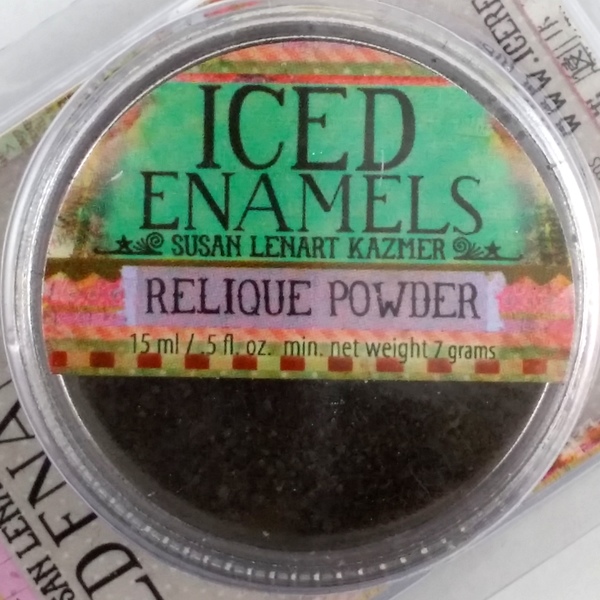 ICED
ENAMELS
SUSAN LENART KAZMER
RELIQUE POWDER
15 ml / .5 fl. oz. min. net weight 7 grams